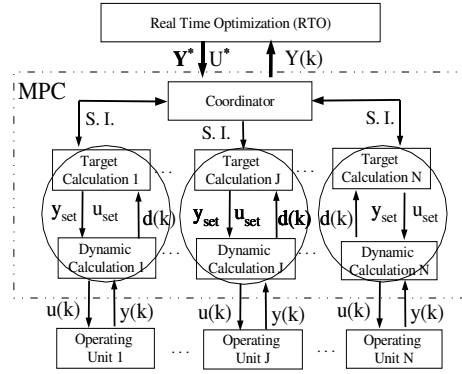 Real Time Optimization (RTO)
Y* U* Y(k)
MPC
Coordinator
S. I. S. I. S. I.
Target Calculation 1 ... Target Calculation J ... Target Calculation N
y_set u_set d(k) y_set u_set d(k) d(k) y_set u_set
Dynamic Calculation 1 ... Dynamic Calculation J ... Dynamic Calculation N
u(k) y(k) u(k) y(k) u(k) y(k)
Operating Unit 1 ... Operating Unit J ... Operating Unit N